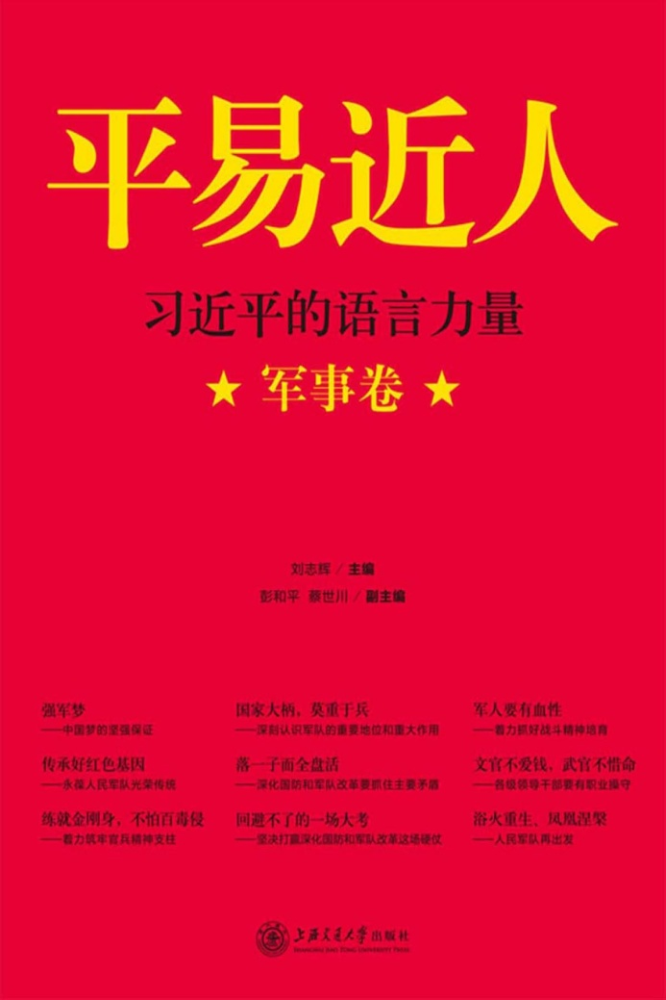 平易近人
习近平的语言力量
★ 军事卷 ★
刘志辉 / 主编
彭和平 蔡世川 / 副主编
强军梦
——中国梦的坚强保证
国家大柄，莫重于兵
——深刻认识军队的重要地位和重大作用
军人要有血性
——着力抓好战斗精神培育
传承好红色基因
——永葆人民军队光荣传统
落一子而全盘活
——深化国防和军队改革要抓住主要矛盾
文官不爱钱，武官不惜命
——各级领导干部要有职业操守
练就金刚身，不怕百毒侵
——着力筑牢官兵精神支柱
回避不了的一场大考
——坚决打赢深化国防和军队改革这场硬仗
浴火重生、凤凰涅槃
——人民军队再出发
上海交通大学出版社
SHANGHAI JIAO TONG UNIVERSITY PRESS